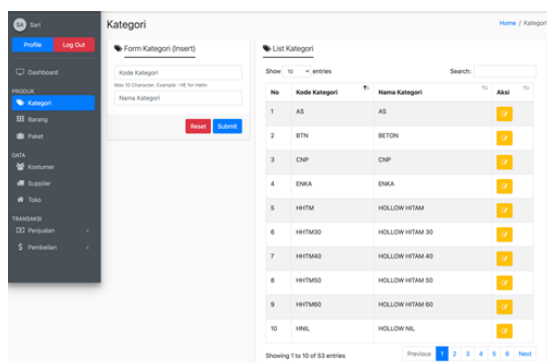 SA Sari
Profile Log Out
Dashboard
PRODUK
Kategori
Barang
Paket
DATA
Kostumer
Supplier
Toko
TRANSAKSI
Penjualan
Pembelian
Kategori
Home / Kategori
Form Kategori (Insert)
Kode Kategori
Max 10 Character. Example : HE for Helm
Nama Kategori
Reset Submit
List Kategori
Show 10 entries Search:
No Kode Kategori Nama Kategori Aksi
1 AS AS
2 BTN BETON
3 CNP CNP
4 ENKA ENKA
5 HHTM HOLLOW HITAM
6 HHTM30 HOLLOW HITAM 30
7 HHTM40 HOLLOW HITAM 40
8 HHTM50 HOLLOW HITAM 50
9 HHTM60 HOLLOW HITAM 60
10 HNIL HOLLOW NIL
Showing 1 to 10 of 53 entries Previous 1 2 3 4 5 6 Next